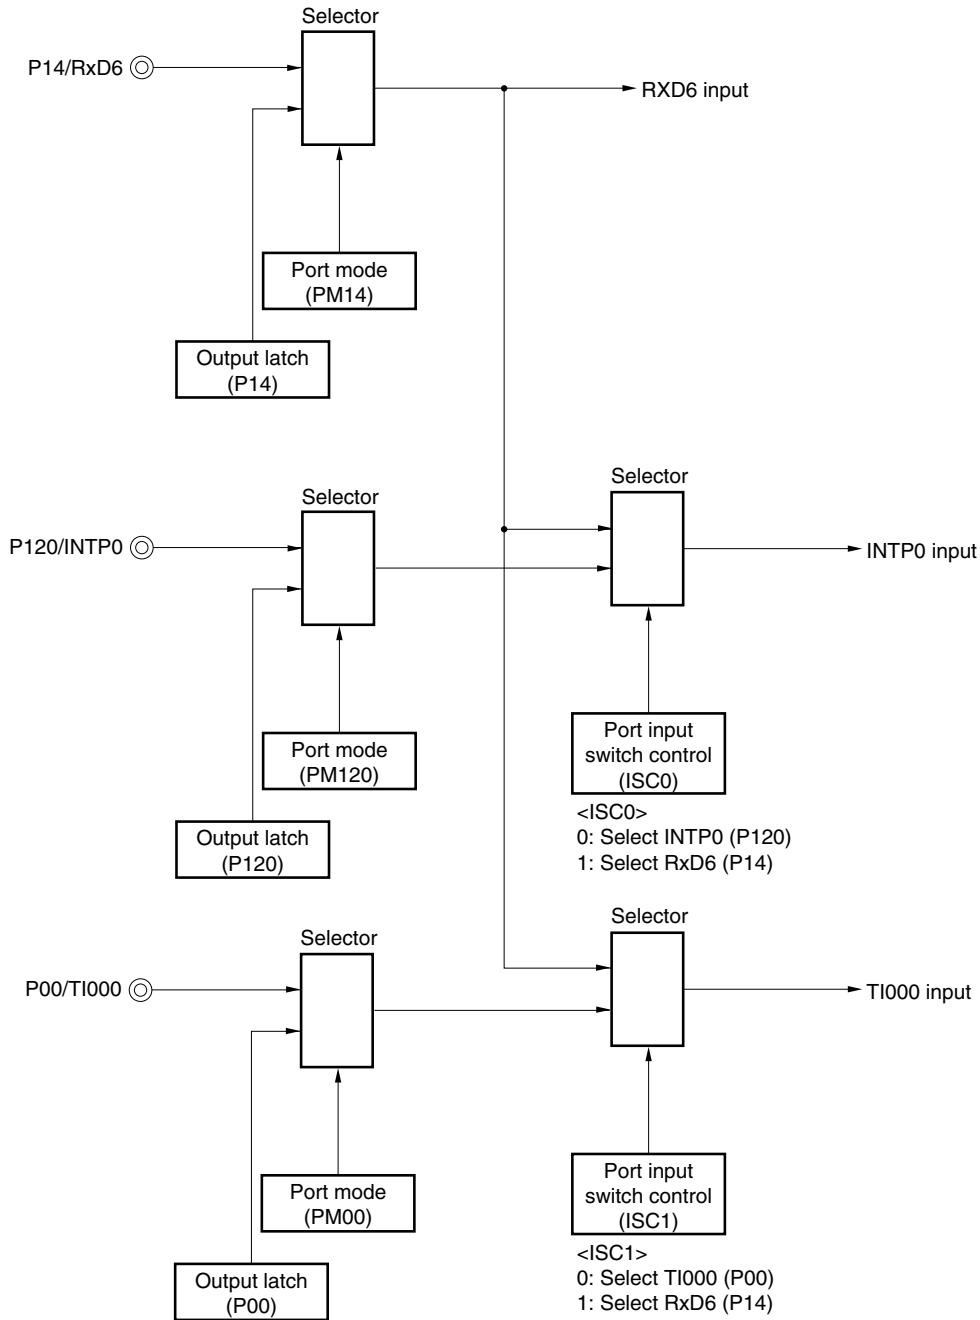 Selector
P14/RxD6
RXD6 input
Port mode
(PM14)
Output latch
(P14)
Selector
Selector
P120/INTP0
INTP0 input
Port mode
(PM120)
Port input
switch control
(ISC0)
<ISC0>
0: Select INTP0 (P120)
1: Select RxD6 (P14)
Output latch
(P120)
Selector
Selector
P00/TI000
TI000 input
Port mode
(PM00)
Port input
switch control
(ISC1)
<ISC1>
0: Select TI000 (P00)
1: Select RxD6 (P14)
Output latch
(P00)